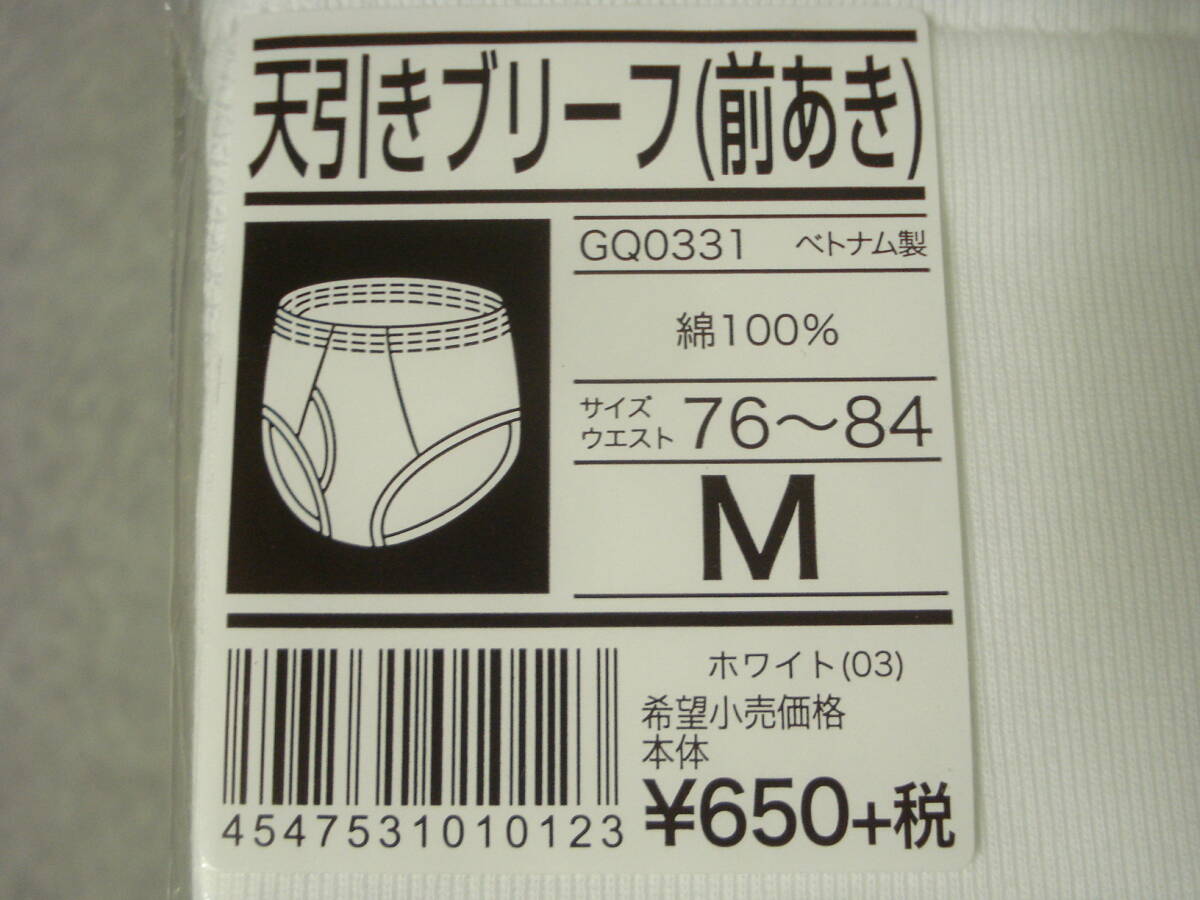 天引きブリーフ(前あき)
GQ0331 ベトナム製
綿100%
サイズ
ウエスト 76〜84
M
ホワイト(03)
希望小売価格
本体
¥650+税
4547531010123